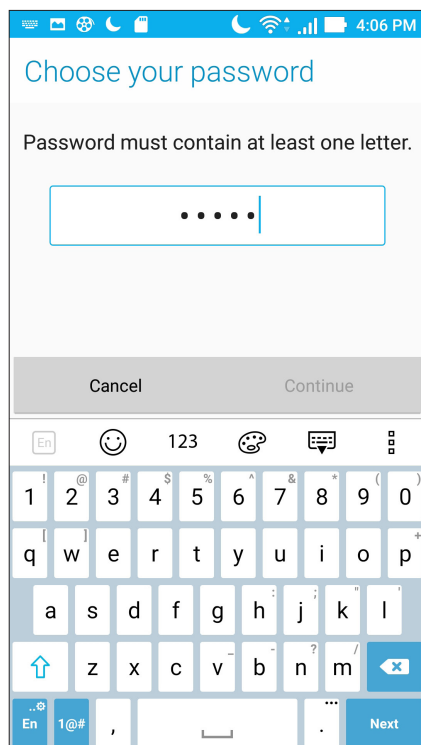 4:06 PM
Choose your password
Password must contain at least one letter.
•••••
Cancel Continue
En 123
! @ # $ % ^ & * ( )
1 2 3 4 5 6 7 8 9 0
[ ] +
q w e r t y u i o p
: ; " '
a s d f g h j k l
_ - ? /
z x c v b n m
En 1@# , . Next